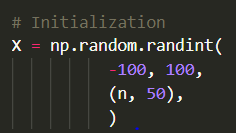 # Initialization
X = np.random.randint(
-100, 100,
(n, 50),
)